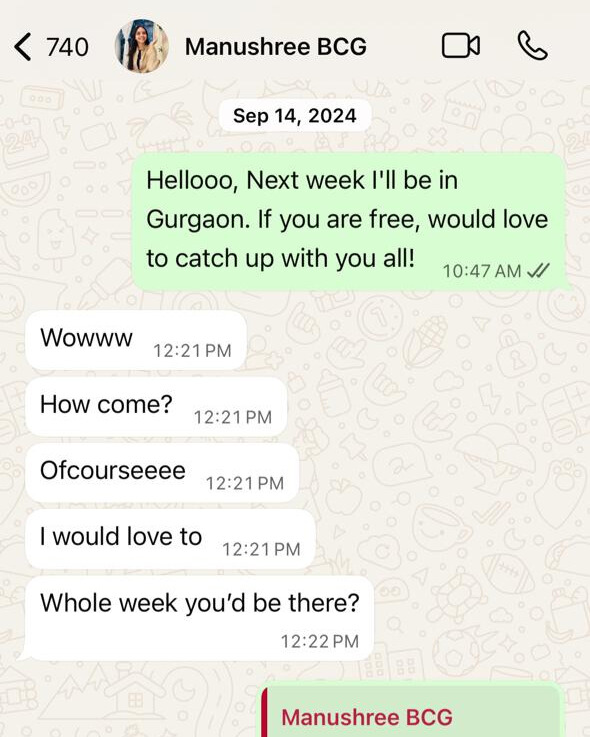 740 Manushree BCG
Sep 14, 2024
Hellooo, Next week I'll be in
Gurgaon. If you are free, would love
to catch up with you all! 10:47 AM
Wowww 12:21 PM
How come? 12:21 PM
Ofcourseeee 12:21 PM
I would love to 12:21 PM
Whole week you’d be there?
12:22 PM
Manushree BCG